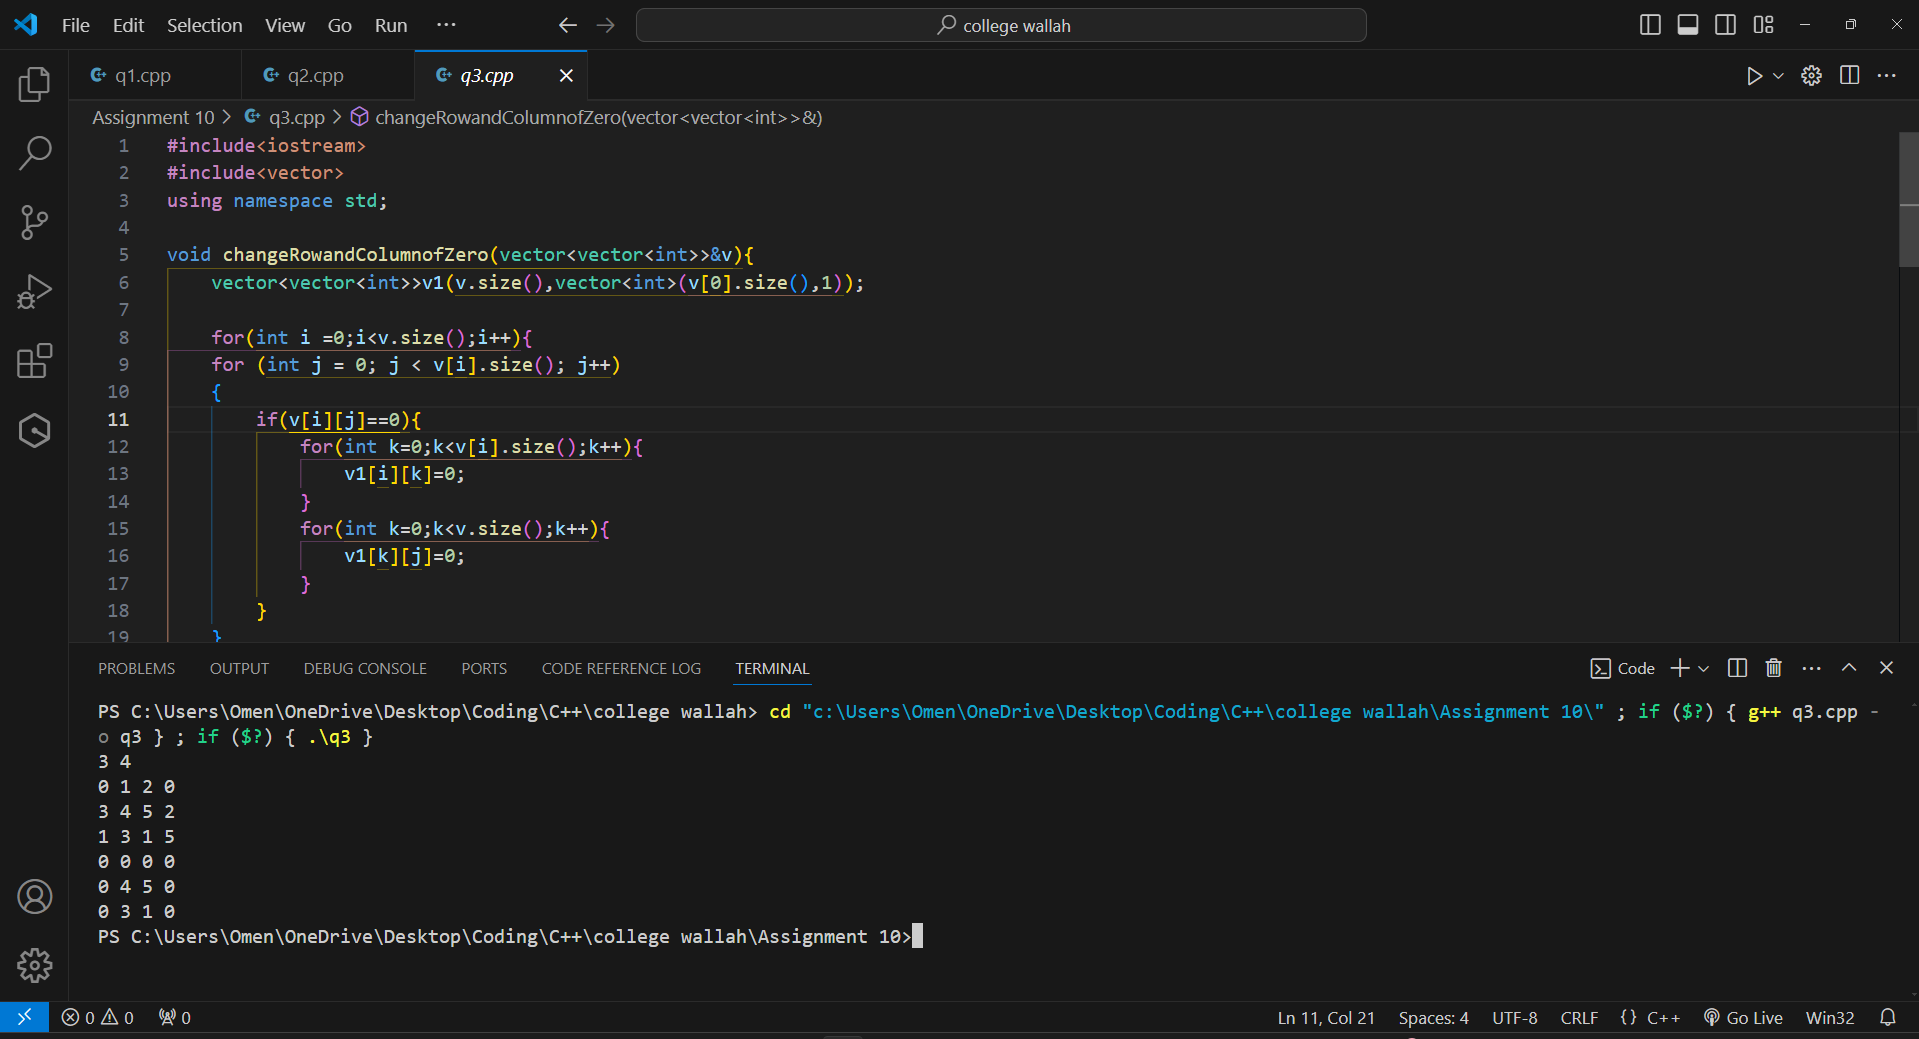 File Edit Selection View Go Run ··· college wallah
q1.cpp q2.cpp q3.cpp
Assignment 10 > q3.cpp > changeRowandColumnofZero(vector<vector<int>>&)
1 #include<iostream>
2 #include<vector>
3 using namespace std;
4
5 void changeRowandColumnofZero(vector<vector<int>>&v){
6 vector<vector<int>>v1(v.size(),vector<int>(v[0].size(),1));
7
8 for(int i =0;i<v.size();i++){
9 for (int j = 0; j < v[i].size(); j++)
10 {
11 if(v[i][j]==0){
12 for(int k=0;k<v[i].size();k++){
13 v1[i][k]=0;
14 }
15 for(int k=0;k<v.size();k++){
16 v1[k][j]=0;
17 }
18 }
19 }
PROBLEMS OUTPUT DEBUG CONSOLE PORTS CODE REFERENCE LOG TERMINAL Code
PS C:\Users\Omen\OneDrive\Desktop\Coding\C++\college wallah> cd "c:\Users\Omen\OneDrive\Desktop\Coding\C++\college wallah\Assignment 10\" ; if ($?) { g++ q3.cpp -
o q3 } ; if ($?) { .\q3 }
3 4
0 1 2 0
3 4 5 2
1 3 1 5
0 0 0 0
0 4 5 0
0 3 1 0
PS C:\Users\Omen\OneDrive\Desktop\Coding\C++\college wallah\Assignment 10>
0 0 0 Ln 11, Col 21 Spaces: 4 UTF-8 CRLF {} C++ Go Live Win32